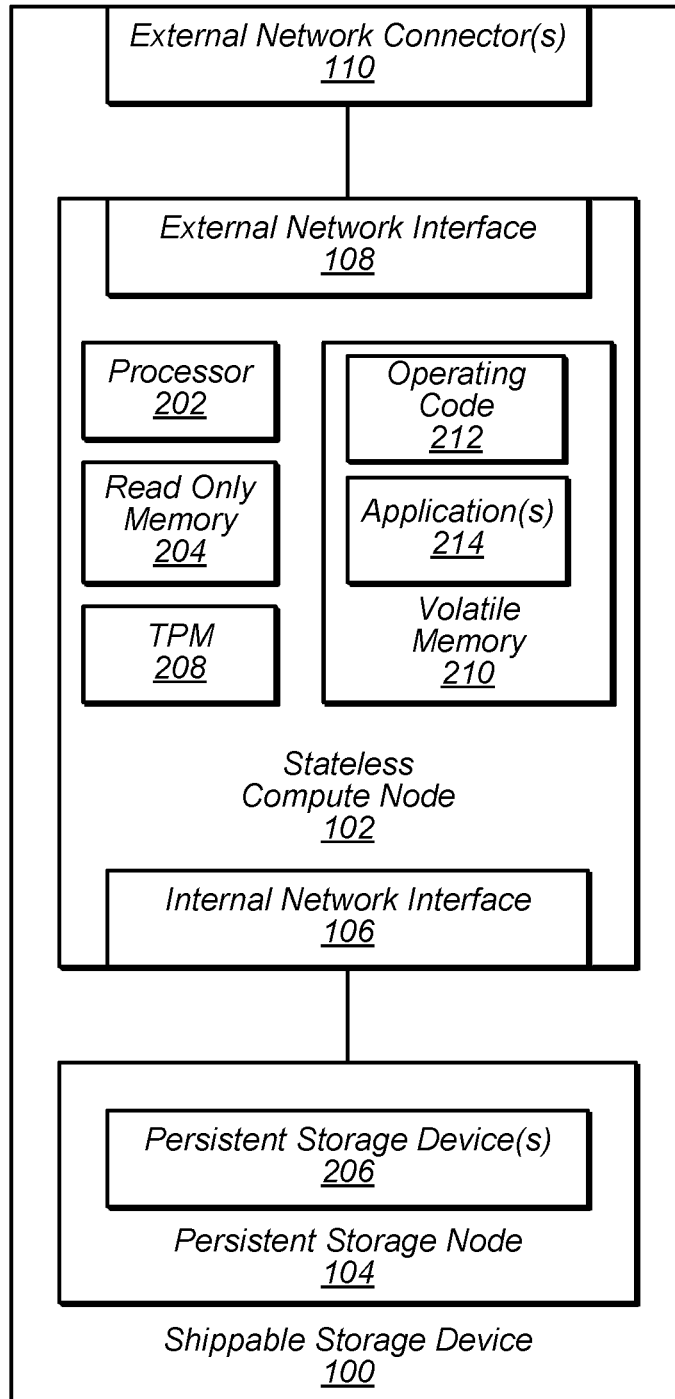 External Network Connector(s)
110
External Network Interface
108
Processor
202
Read Only
Memory
204
TPM
208
Operating
Code
212
Application(s)
214
Volatile
Memory
210
Stateless
Compute Node
102
Internal Network Interface
106
Persistent Storage Device(s)
206
Persistent Storage Node
104
Shippable Storage Device
100